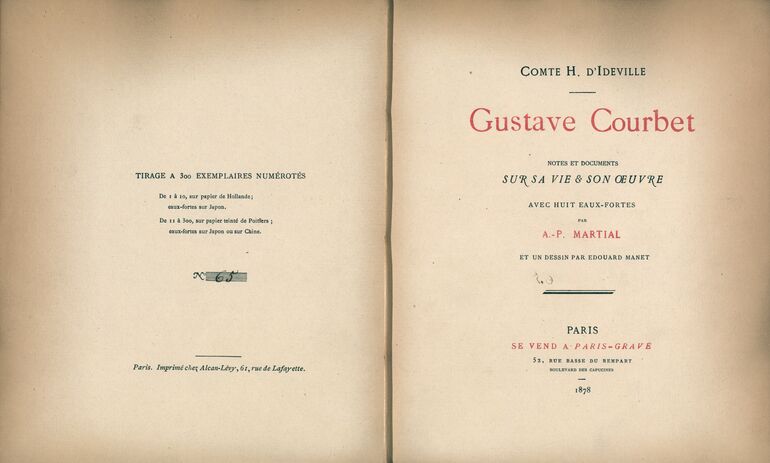 TIRAGE A 300 EXEMPLAIRES NUMÉROTÉS
De 1 à 10, sur papier de Hollande;
eaux-fortes sur Japon.
De 11 à 300, sur papier teinté de Poitiers;
eaux-fortes sur Japon ou sur Chine.
N 65
Paris. Imprimé chez Alcan-Lévy, 61, rue de Lafayette.
COMTE H. D'IDEVILLE
Gustave Courbet
NOTES ET DOCUMENTS
SUR SA VIE & SON ŒUVRE
AVEC HUIT EAUX-FORTES
PAR
A.-P. MARTIAL
ET UN DESSIN PAR EDOUARD MANET
PARIS
SE VEND A PARIS-GRAVÉ
52, RUE BASSE DU REMPART
BOULEVARD DES CAPUCINES
1878